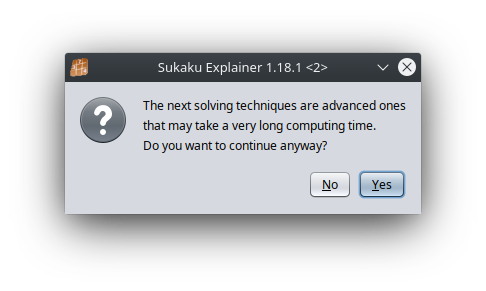 Sukaku Explainer 1.18.1 <2>
The next solving techniques are advanced ones
that may take a very long computing time.
Do you want to continue anyway?
No Yes